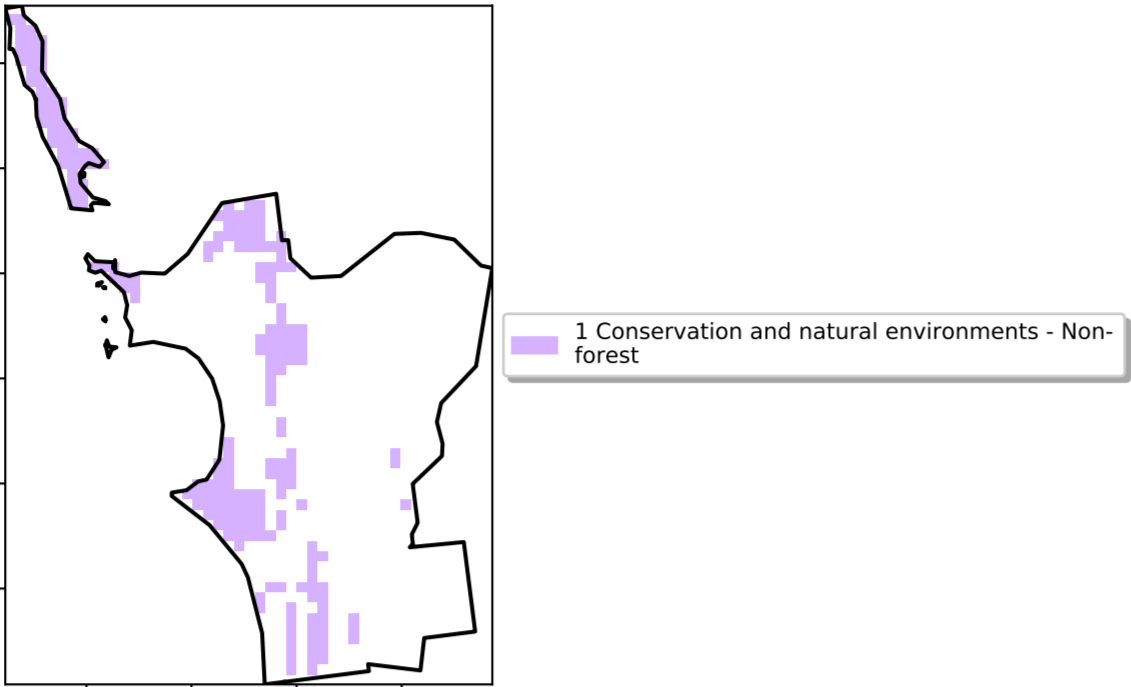 1 Conservation and natural environments - Non-
forest